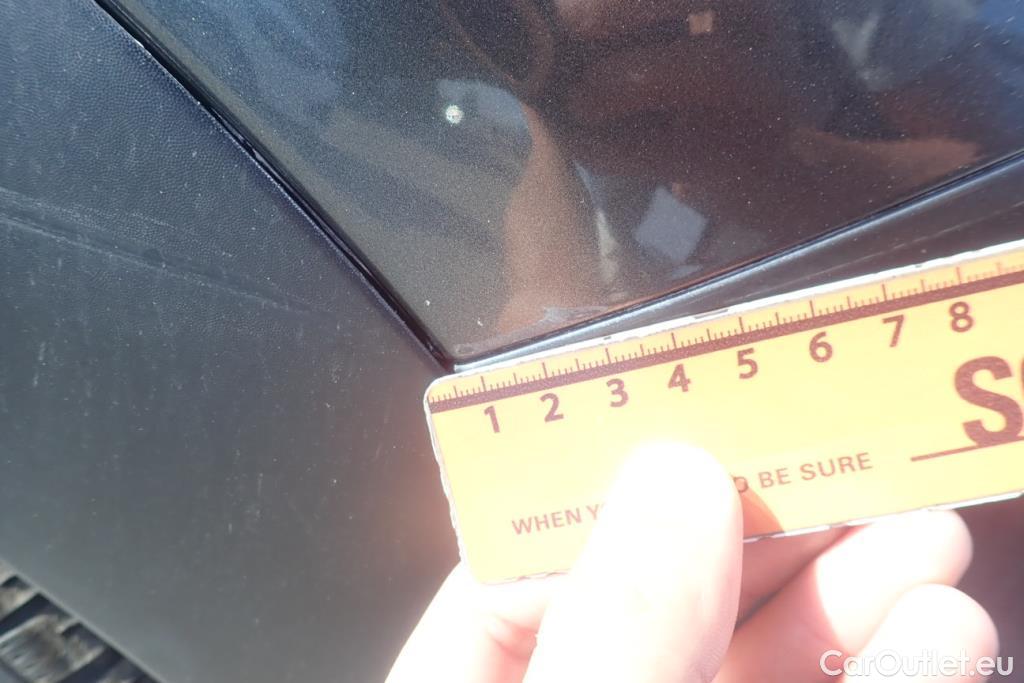 1 2 3 4 5 6 7 8
WHEN BE SURE
CarOutlet.eu